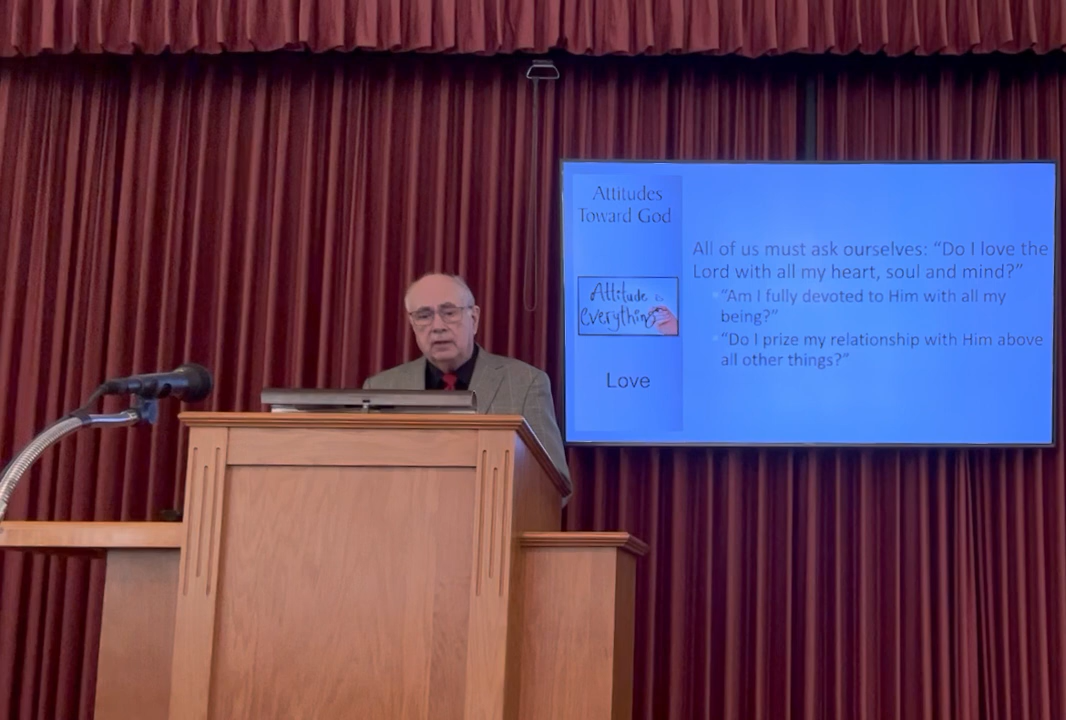 Attitudes
Toward God
Attitude is
everything
Love
All of us must ask ourselves: “Do I love the
Lord with all my heart, soul and mind?”
“Am I fully devoted to Him with all my
being?”
“Do I prize my relationship with Him above
all other things?”